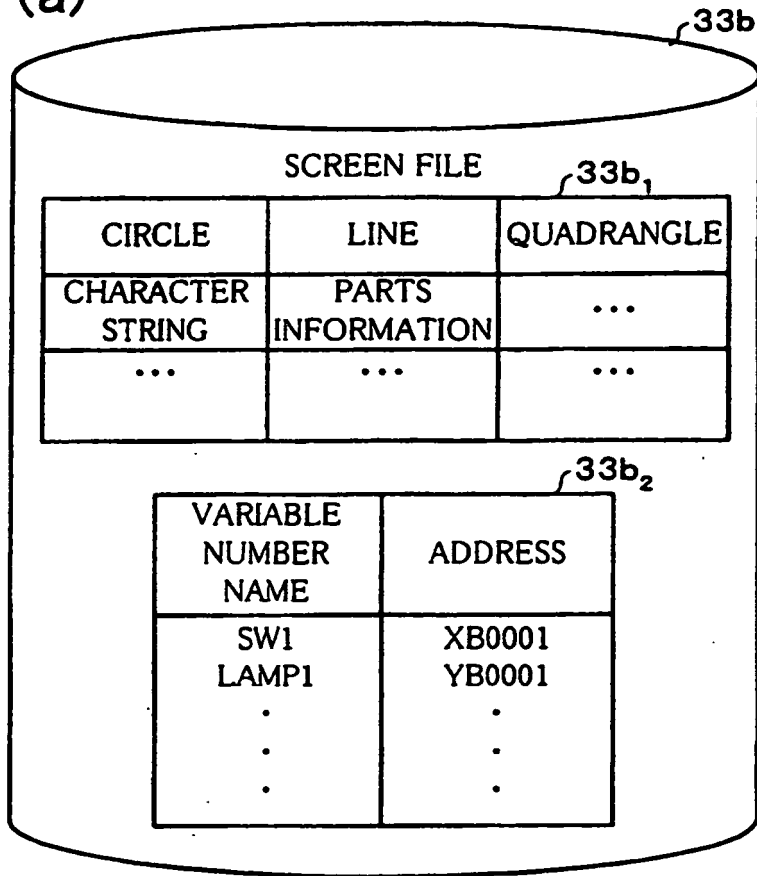 (a)
33b
SCREEN FILE
33b₁
CIRCLE LINE QUADRANGLE
CHARACTER STRING PARTS INFORMATION ...
... ... ...
33b₂
VARIABLE NUMBER NAME ADDRESS
SW1 XB0001
LAMP1 YB0001